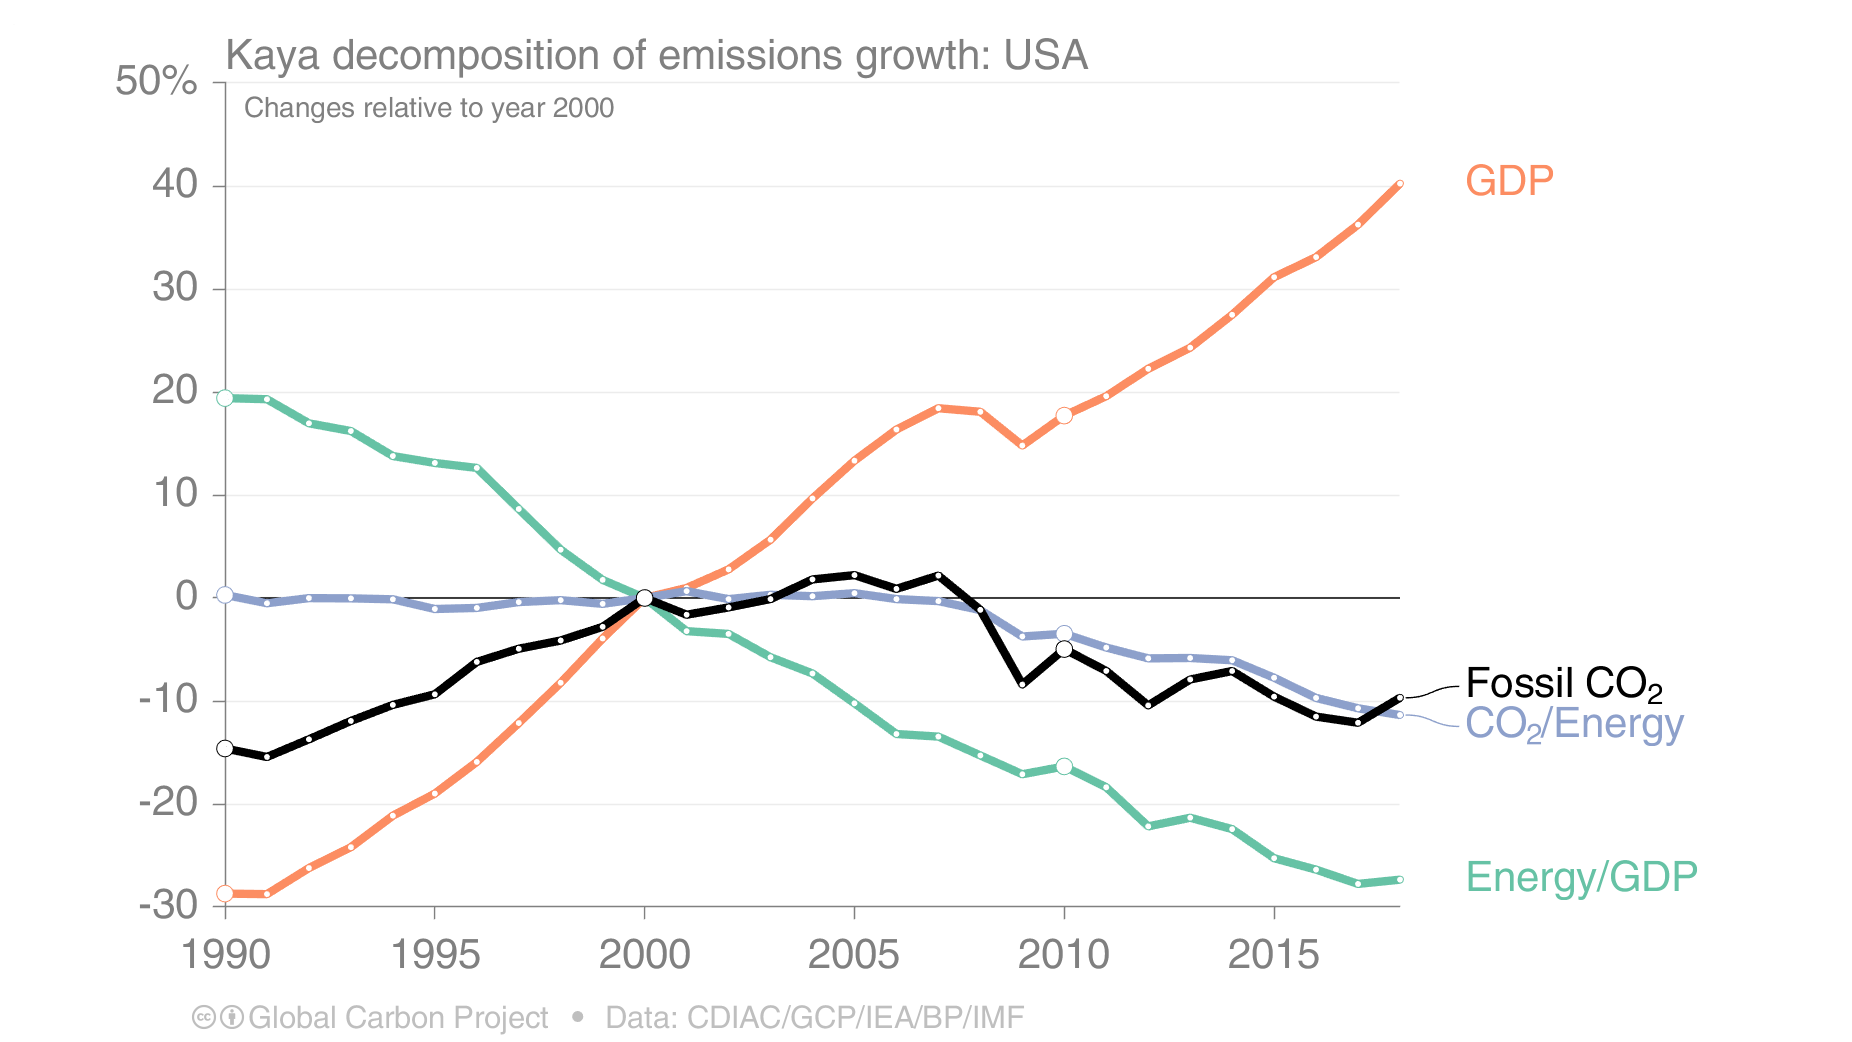 Kaya decomposition of emissions growth: USA
50%
Changes relative to year 2000
40
GDP
30
20
10
0
Fossil CO₂
-10
CO₂/Energy
-20
Energy/GDP
-30
1990 1995 2000 2005 2010 2015
cc Global Carbon Project • Data: CDIAC/GCP/IEA/BP/IMF